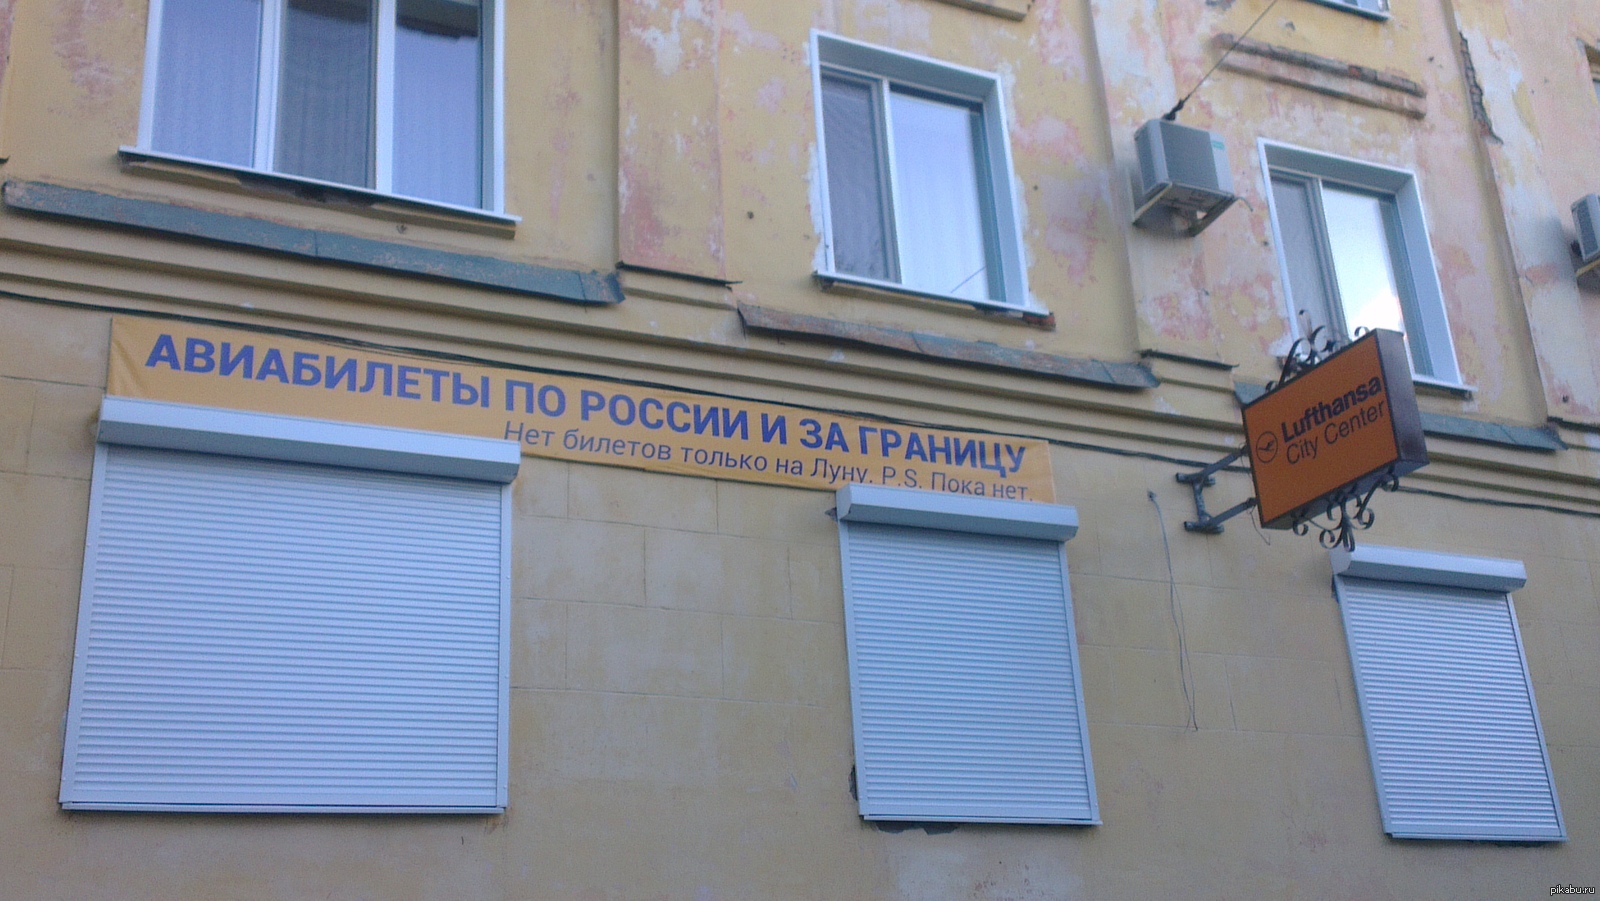 АВИАБИЛЕТЫ ПО РОССИИ И ЗА ГРАНИЦУ
Нет билетов только на Луну. P.S. Пока нет.
Lufthansa
City Center
pikabu.ru